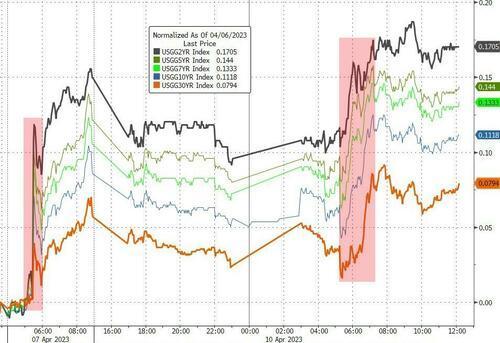 0.20
Normalized As Of 04/06/2023
Last Price
USGG2YR Index 0.1705
USGG5YR Index 0.144
USGG7YR Index 0.1333
USGG10YR Index 0.1118
USGG30YR Index 0.0794
0.1705
0.15
0.144
0.1333
0.1118
0.10
0.0794
0.05
0.00
06:00 08:00 16:00 18:00 20:00 22:00 00:00 02:00 04:00 06:00 08:00 10:00 12:00
07 Apr 2023 10 Apr 2023